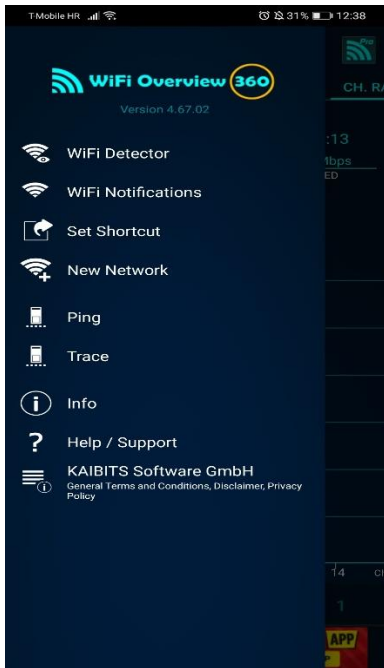 T-Mobile HR 31% 12:38
WiFi Overview 360
Pro
Version 4.67.02
CH. RA
WiFi Detector
:13
Mbps
ED
WiFi Notifications
Set Shortcut
New Network
Ping
Trace
Info
Help / Support
KAIBITS Software GmbH
General Terms and Conditions, Disclaimer, Privacy
Policy
14
1
APP